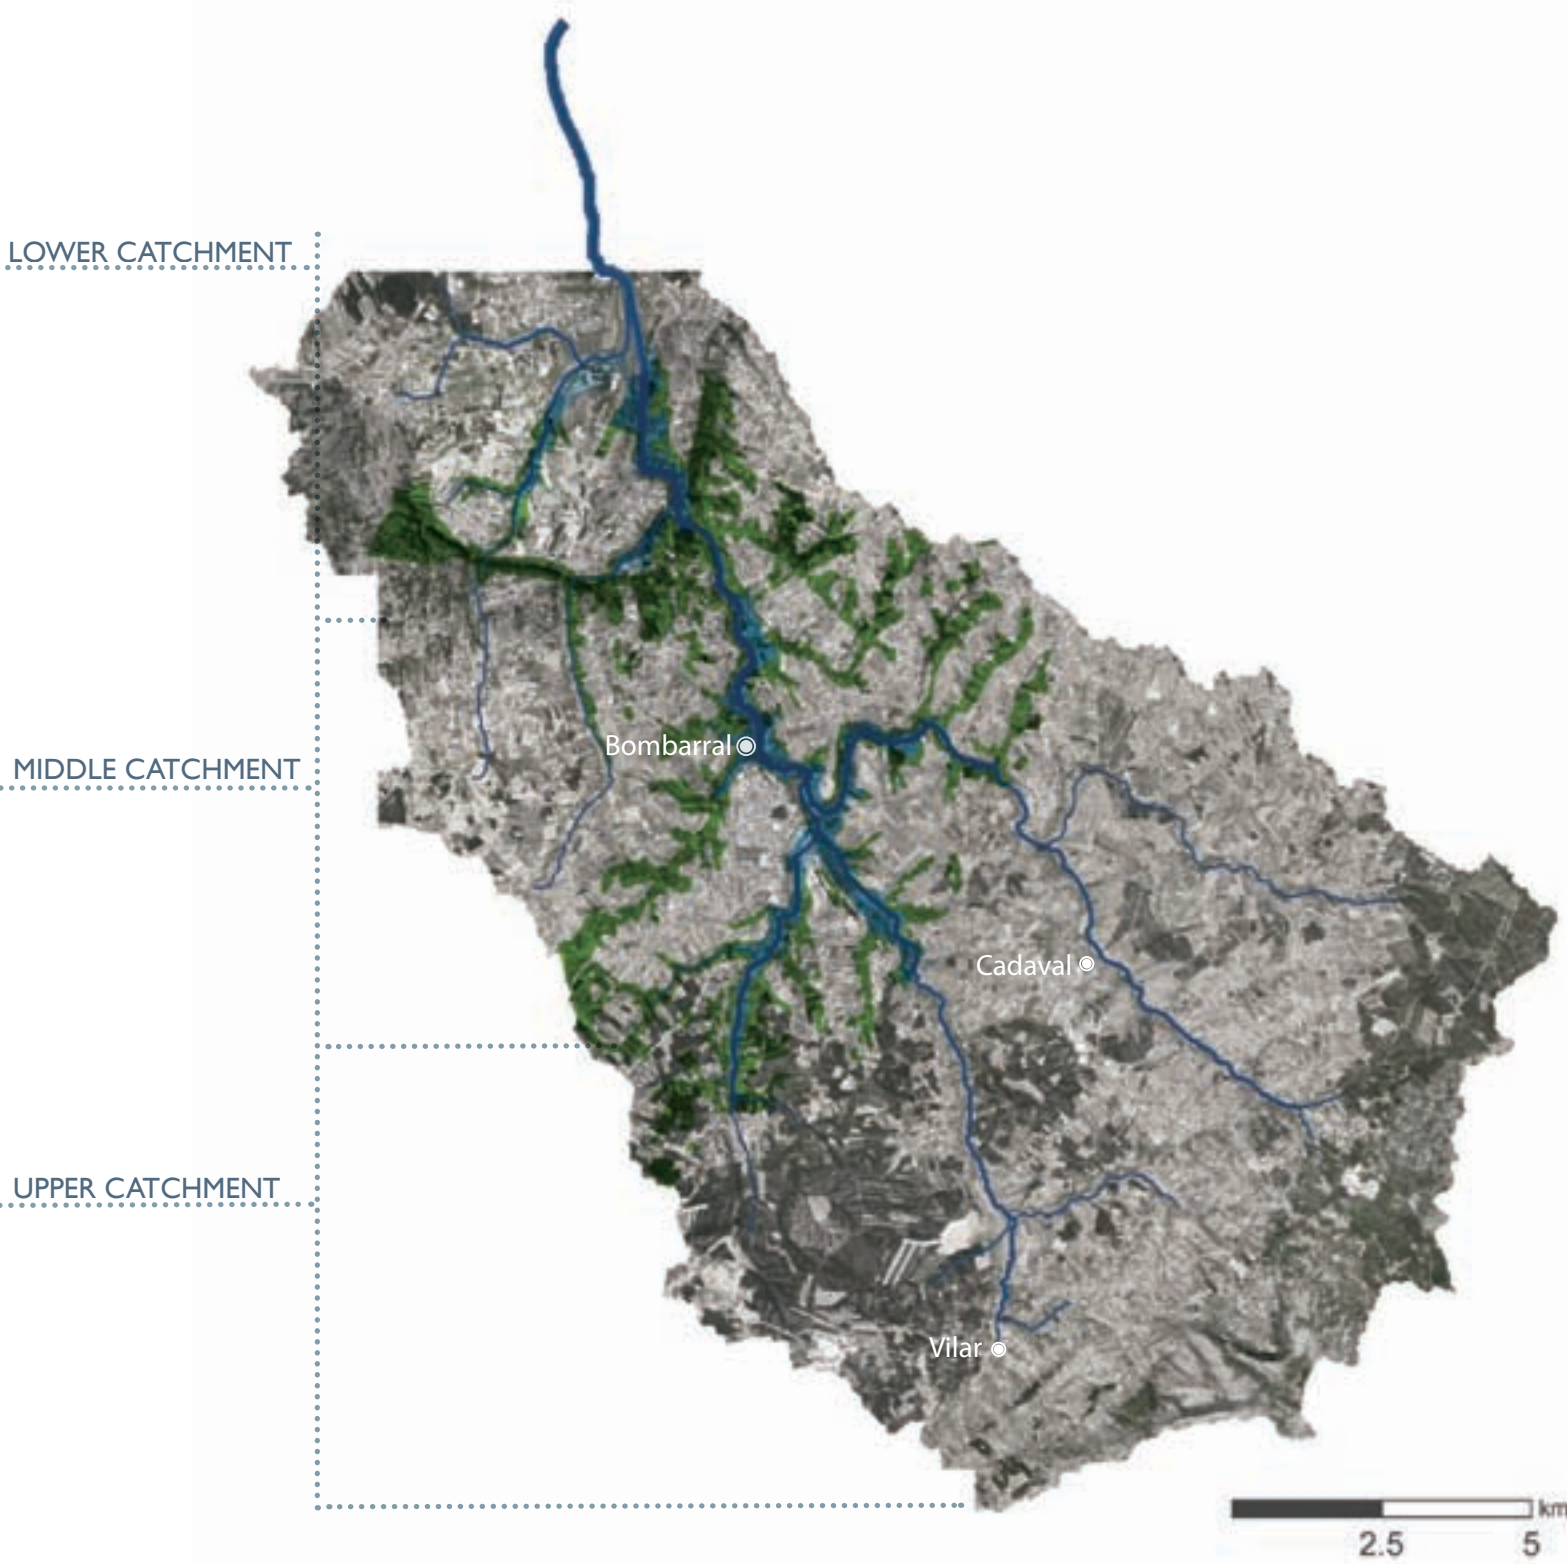 LOWER CATCHMENT
Bombarral
MIDDLE CATCHMENT
Cadaval
UPPER CATCHMENT
Vilar
km
2.5 5